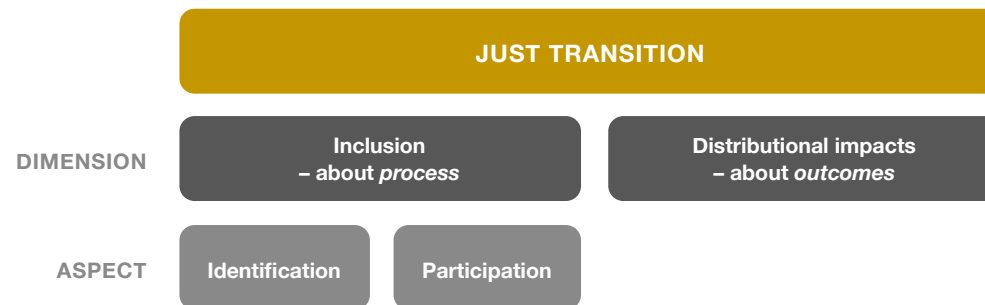 JUST TRANSITION
DIMENSION
Inclusion
– about process
Distributional impacts
– about outcomes
ASPECT
Identification
Participation